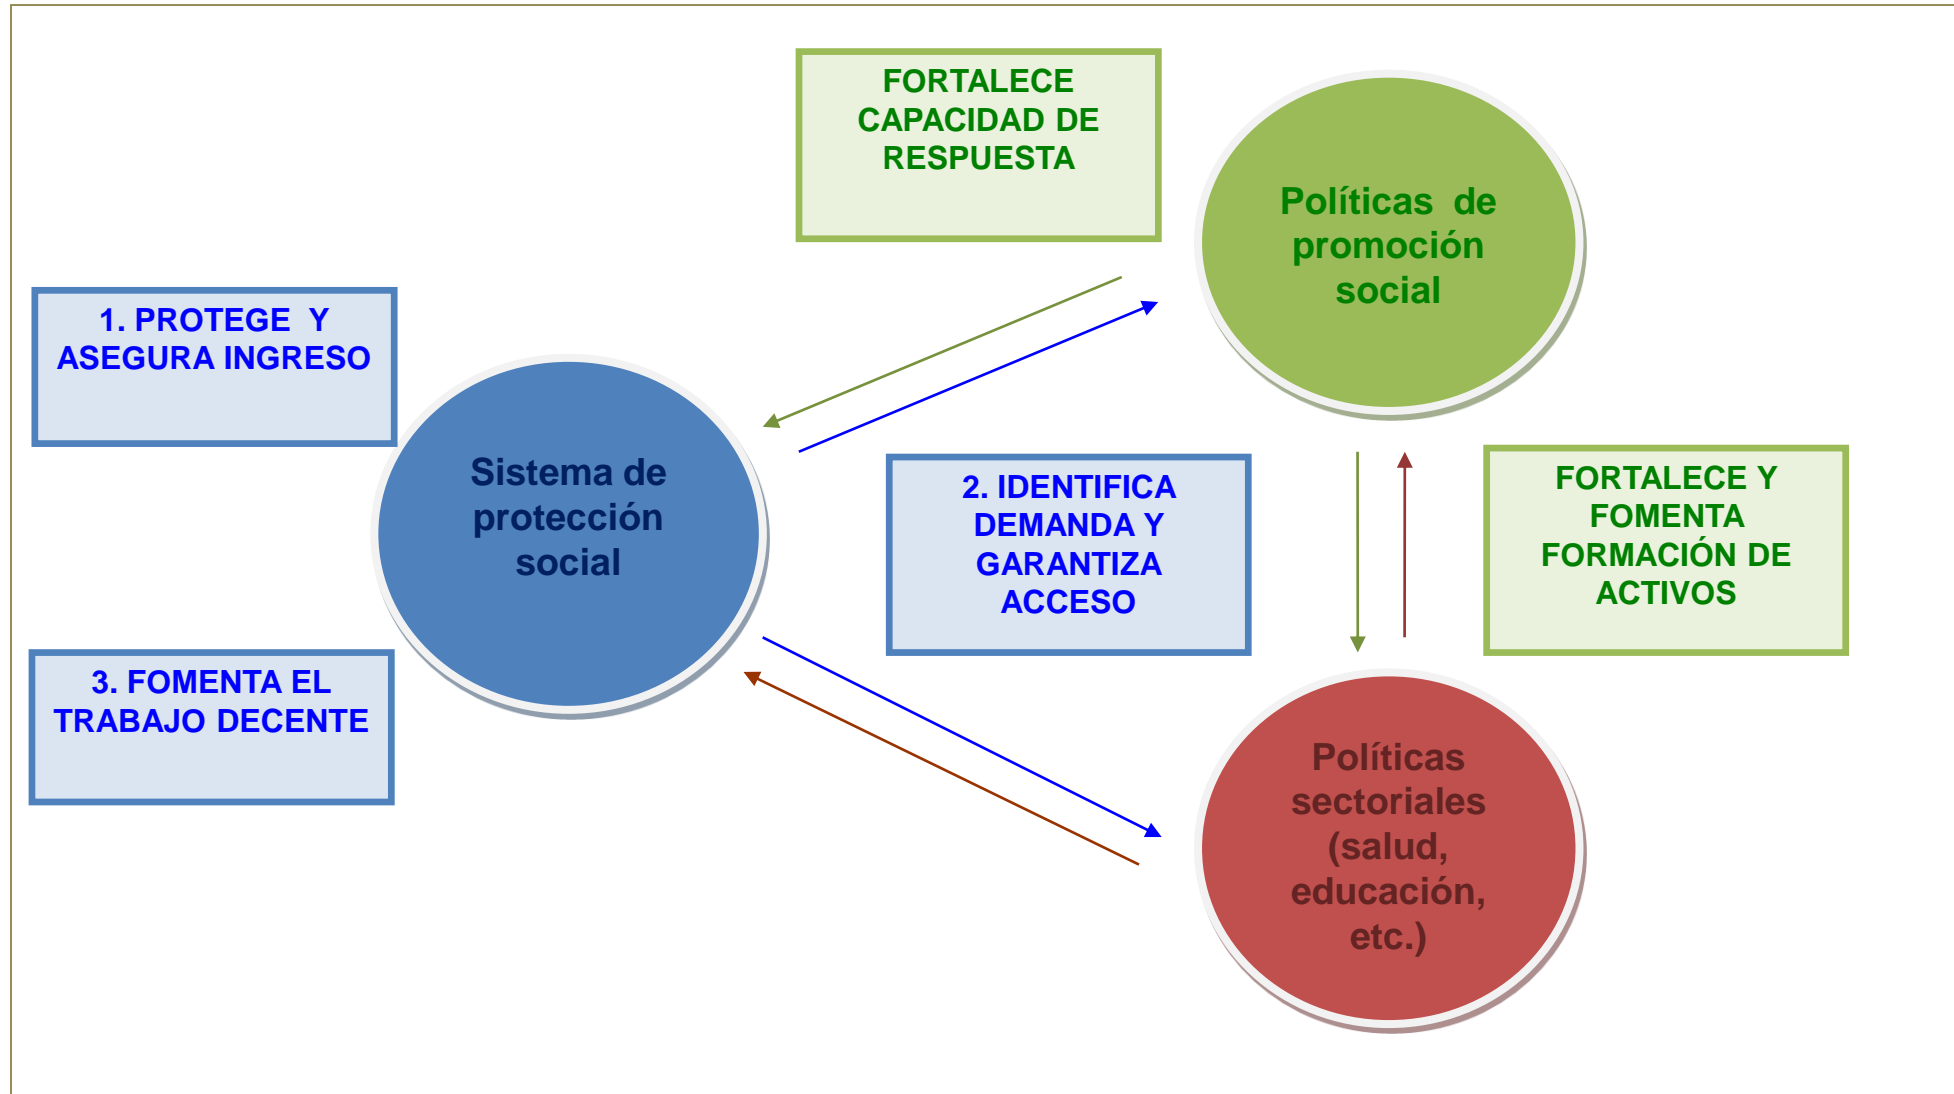 FORTALECE
CAPACIDAD DE
RESPUESTA
Políticas de
promoción
social
1. PROTEGE Y
ASEGURA INGRESO
Sistema de
protección
social
2. IDENTIFICA
DEMANDA Y
GARANTIZA
ACCESO
FORTALECE Y
FOMENTA
FORMACIÓN DE
ACTIVOS
3. FOMENTA EL
TRABAJO DECENTE
Políticas
sectoriales
(salud,
educación,
etc.)